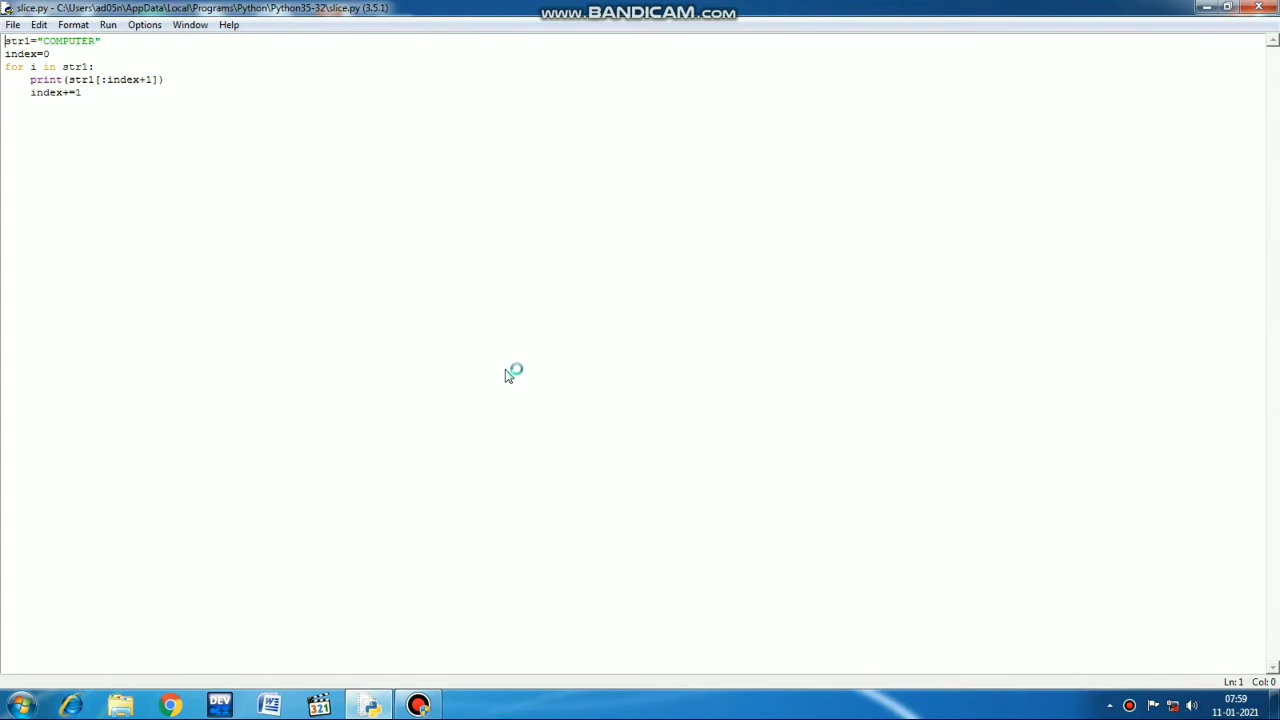 slice.py - C:\Users\ad05n\AppData\Local\Programs\Python\Python35-32\slice.py (3.5.1)
www.BANDICAM.com
File Edit Format Run Options Window Help
str1="COMPUTER"
index=0
for i in str1:
    print(str1[:index+1])
    index+=1
Ln: 1 Col: 0
DEV
321
07:59
11-01-2021